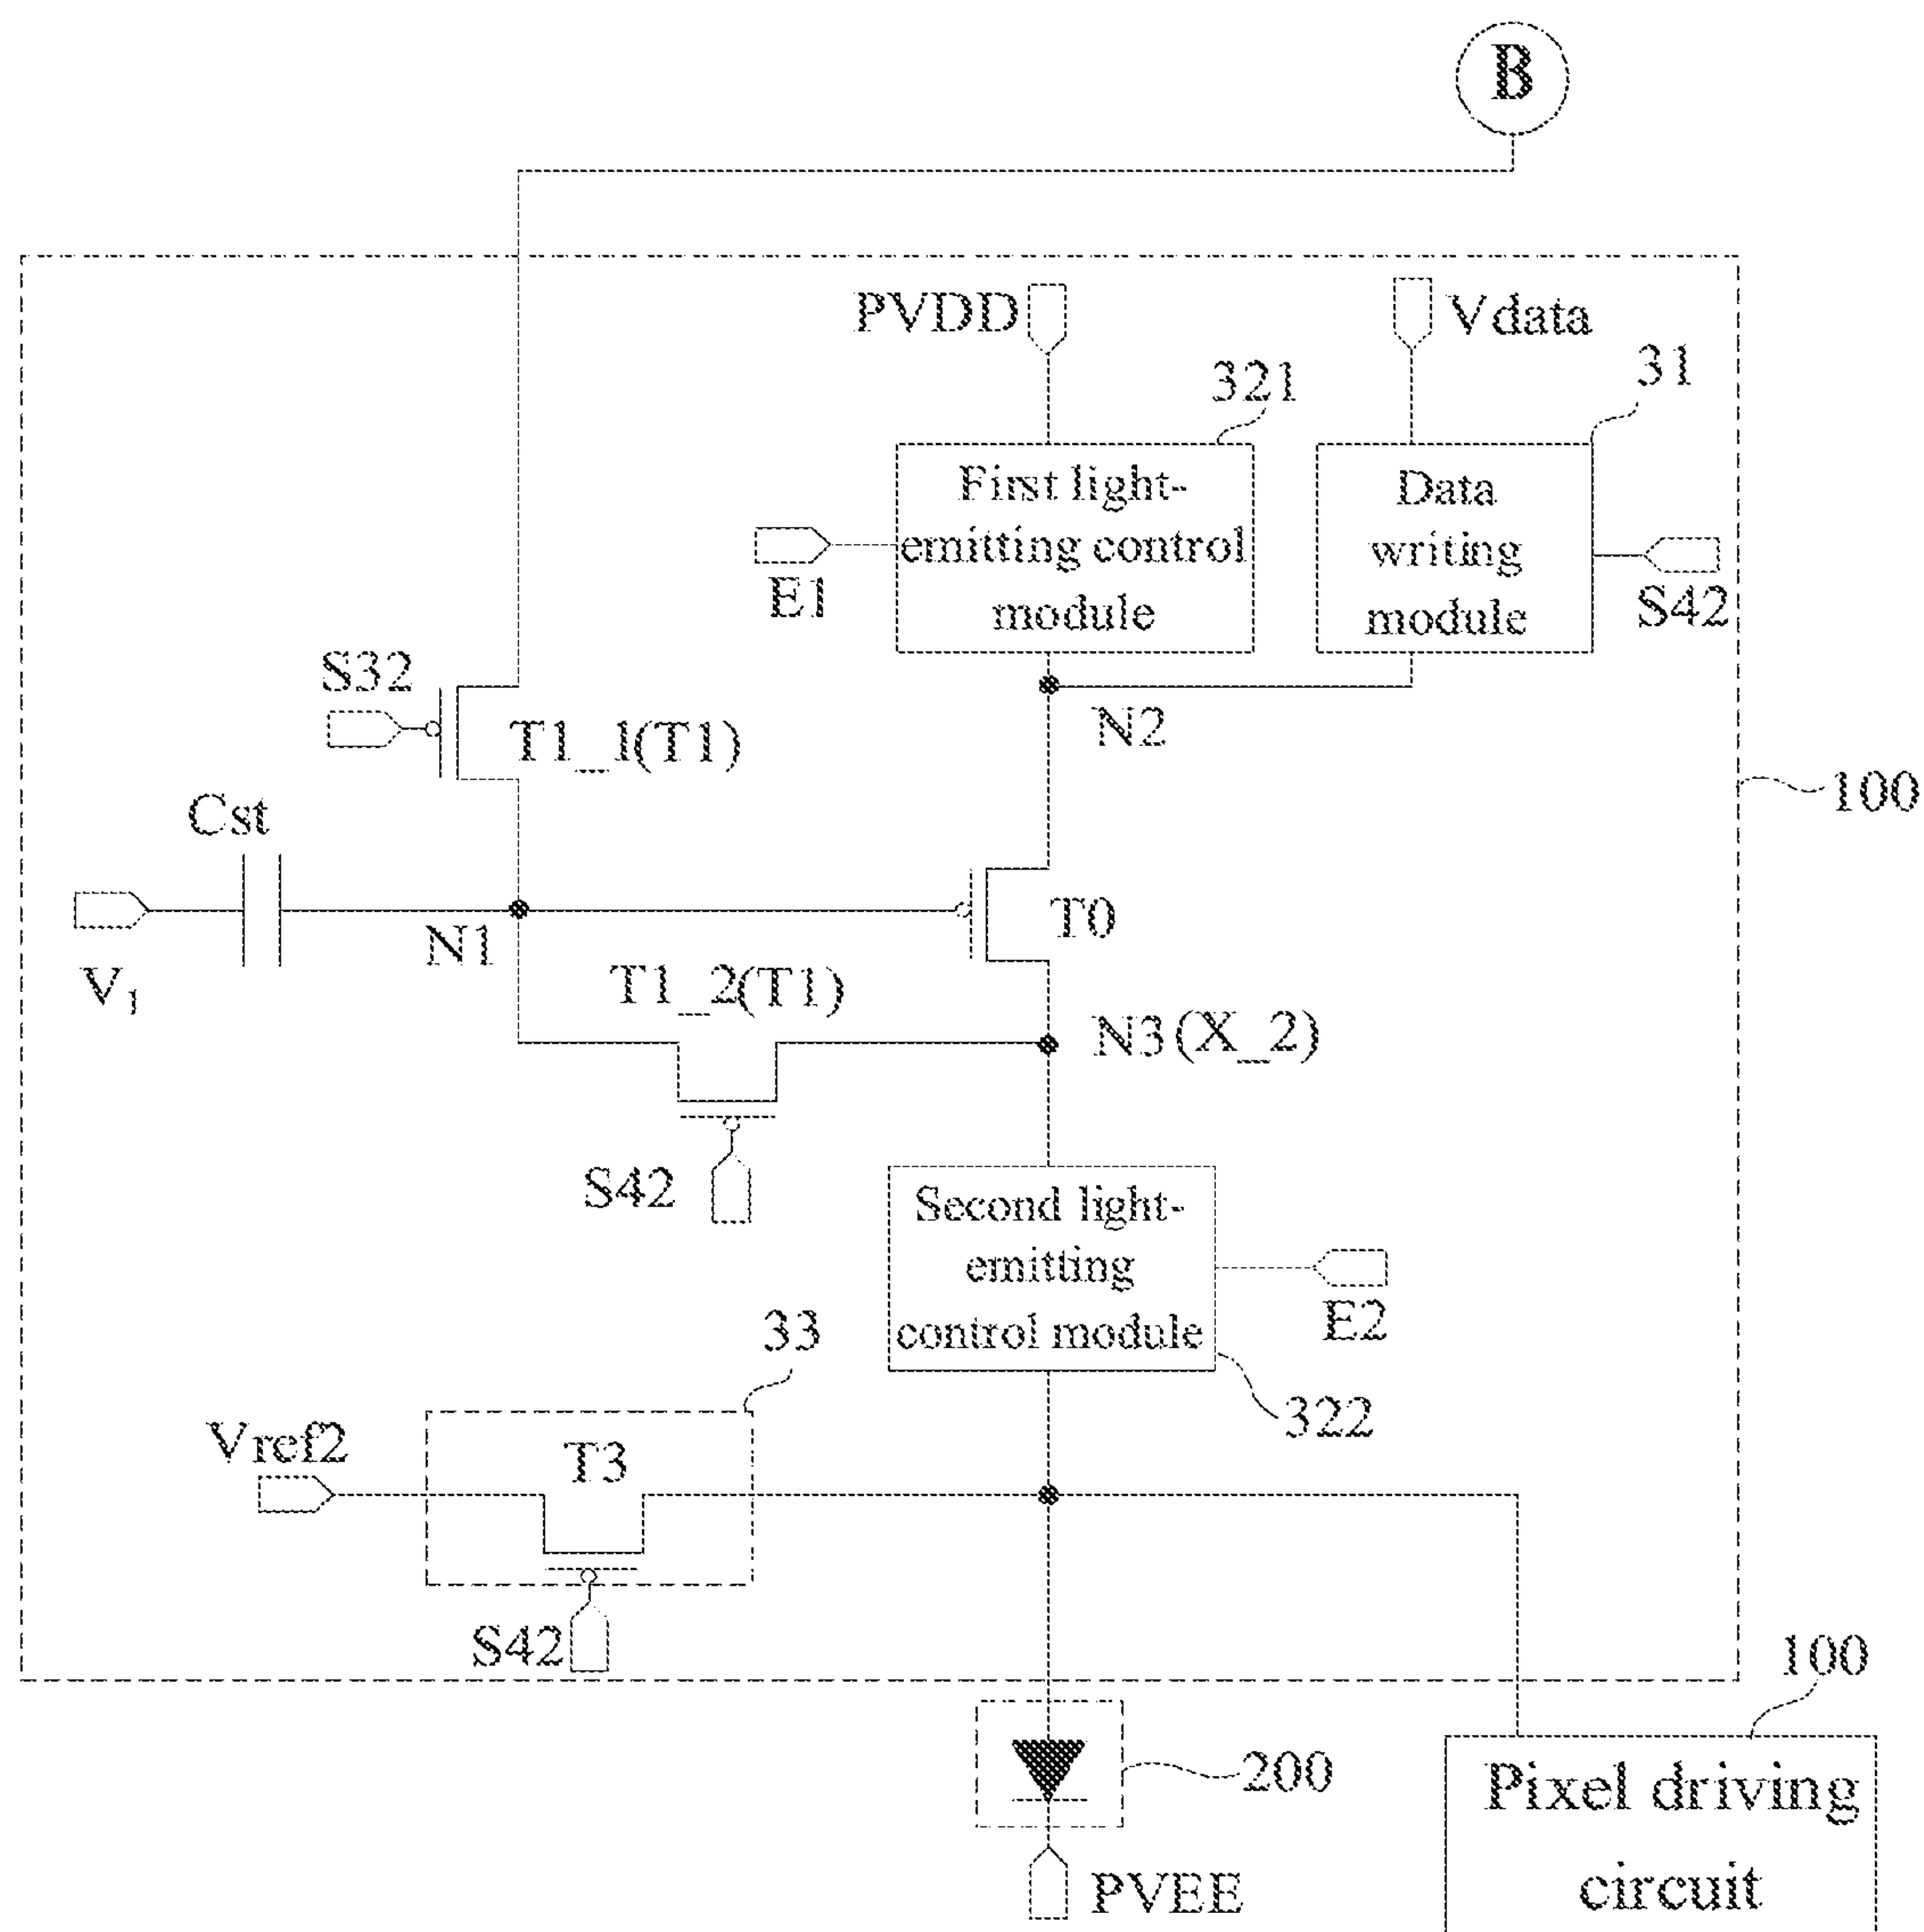 B
PVDD
Vdata
321
31
First light-
emitting control
module
Data
writing
module
E1
S42
S32
T1_1(T1)
N2
100
Cst
V1
N1
T0
T1_2(T1)
N3(X_2)
S42
Second light-
emitting
control module
E2
33
322
Vref2
T3
S42
100
200
Pixel driving
circuit
PVEE